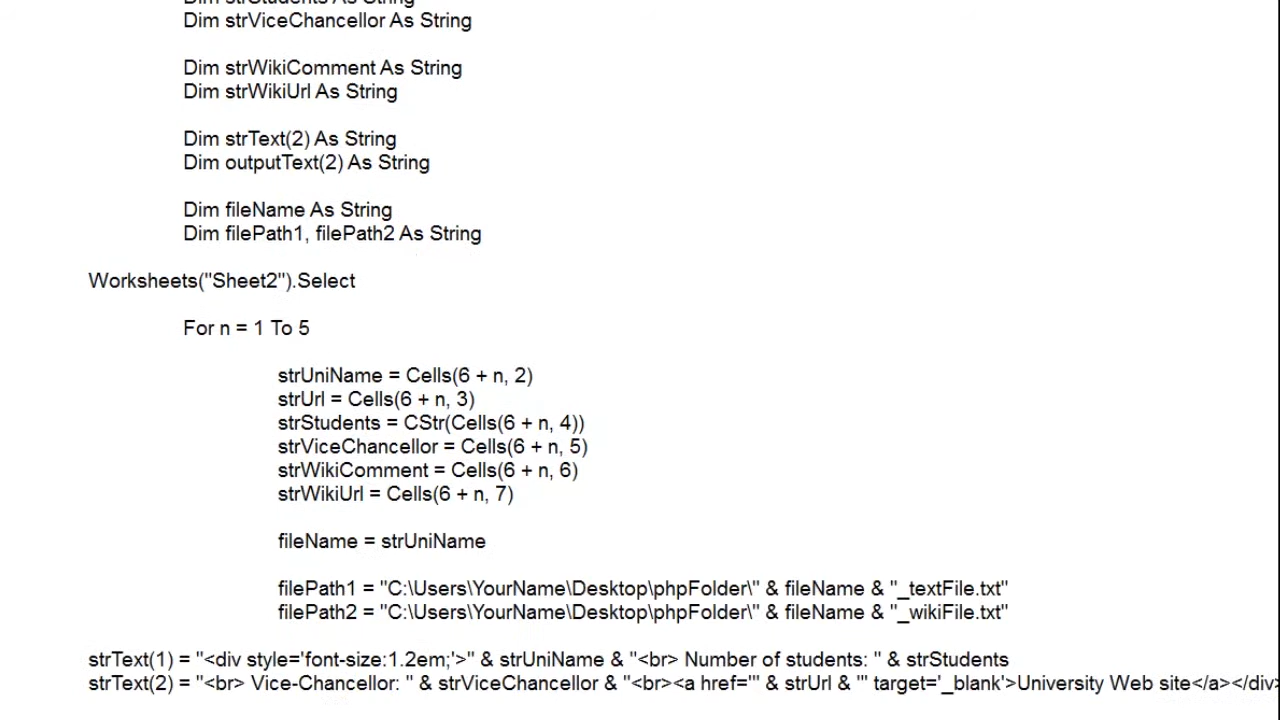 Dim strStudents As String
Dim strViceChancellor As String
Dim strWikiComment As String
Dim strWikiUrl As String
Dim strText(2) As String
Dim outputText(2) As String
Dim fileName As String
Dim filePath1, filePath2 As String
Worksheets("Sheet2").Select
For n = 1 To 5
strUniName = Cells(6 + n, 2)
strUrl = Cells(6 + n, 3)
strStudents = CStr(Cells(6 + n, 4))
strViceChancellor = Cells(6 + n, 5)
strWikiComment = Cells(6 + n, 6)
strWikiUrl = Cells(6 + n, 7)
fileName = strUniName
filePath1 = "C:\Users\YourName\Desktop\phpFolder\" & fileName & "_textFile.txt"
filePath2 = "C:\Users\YourName\Desktop\phpFolder\" & fileName & "_wikiFile.txt"
strText(1) = "<div style='font-size:1.2em;'>" & strUniName & "<br> Number of students: " & strStudents
strText(2) = "<br> Vice-Chancellor: " & strViceChancellor & "<br><a href='" & strUrl & "' target='_blank'>University Web site</a></div>